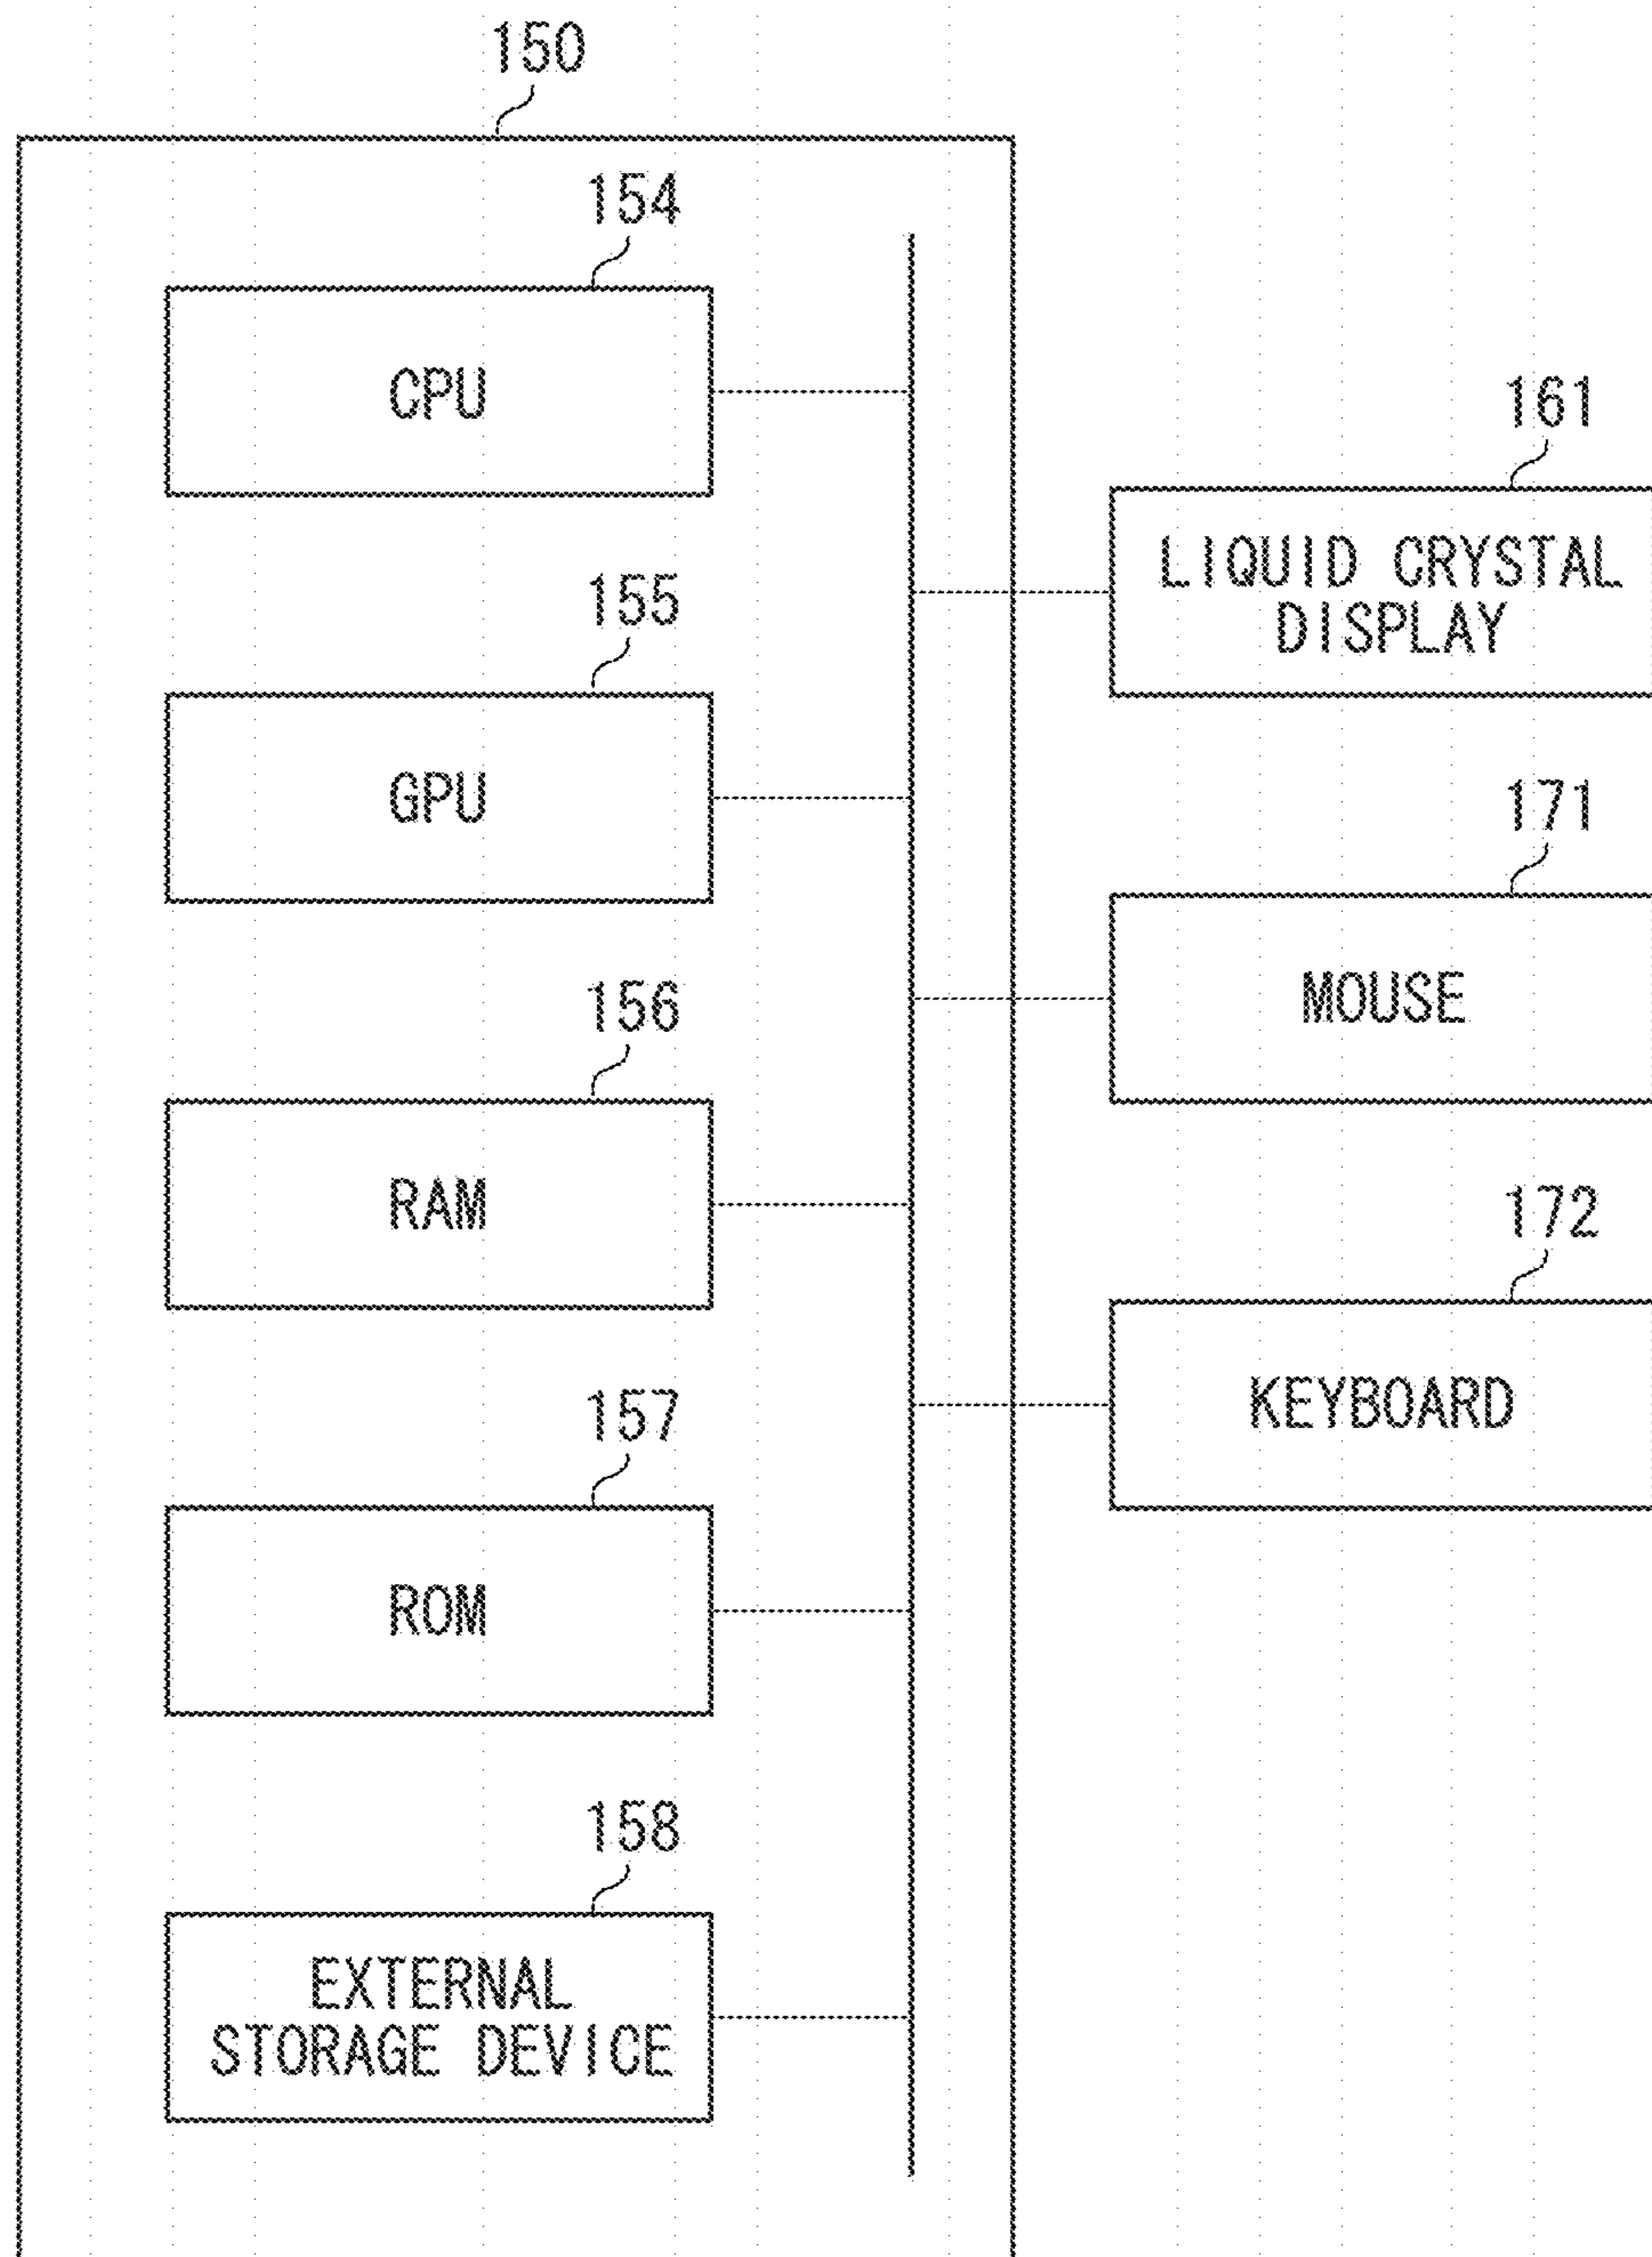 150
154
CPU
155
GPU
156
RAM
157
ROM
158
EXTERNAL
STORAGE DEVICE
161
LIQUID CRYSTAL
DISPLAY
171
MOUSE
172
KEYBOARD